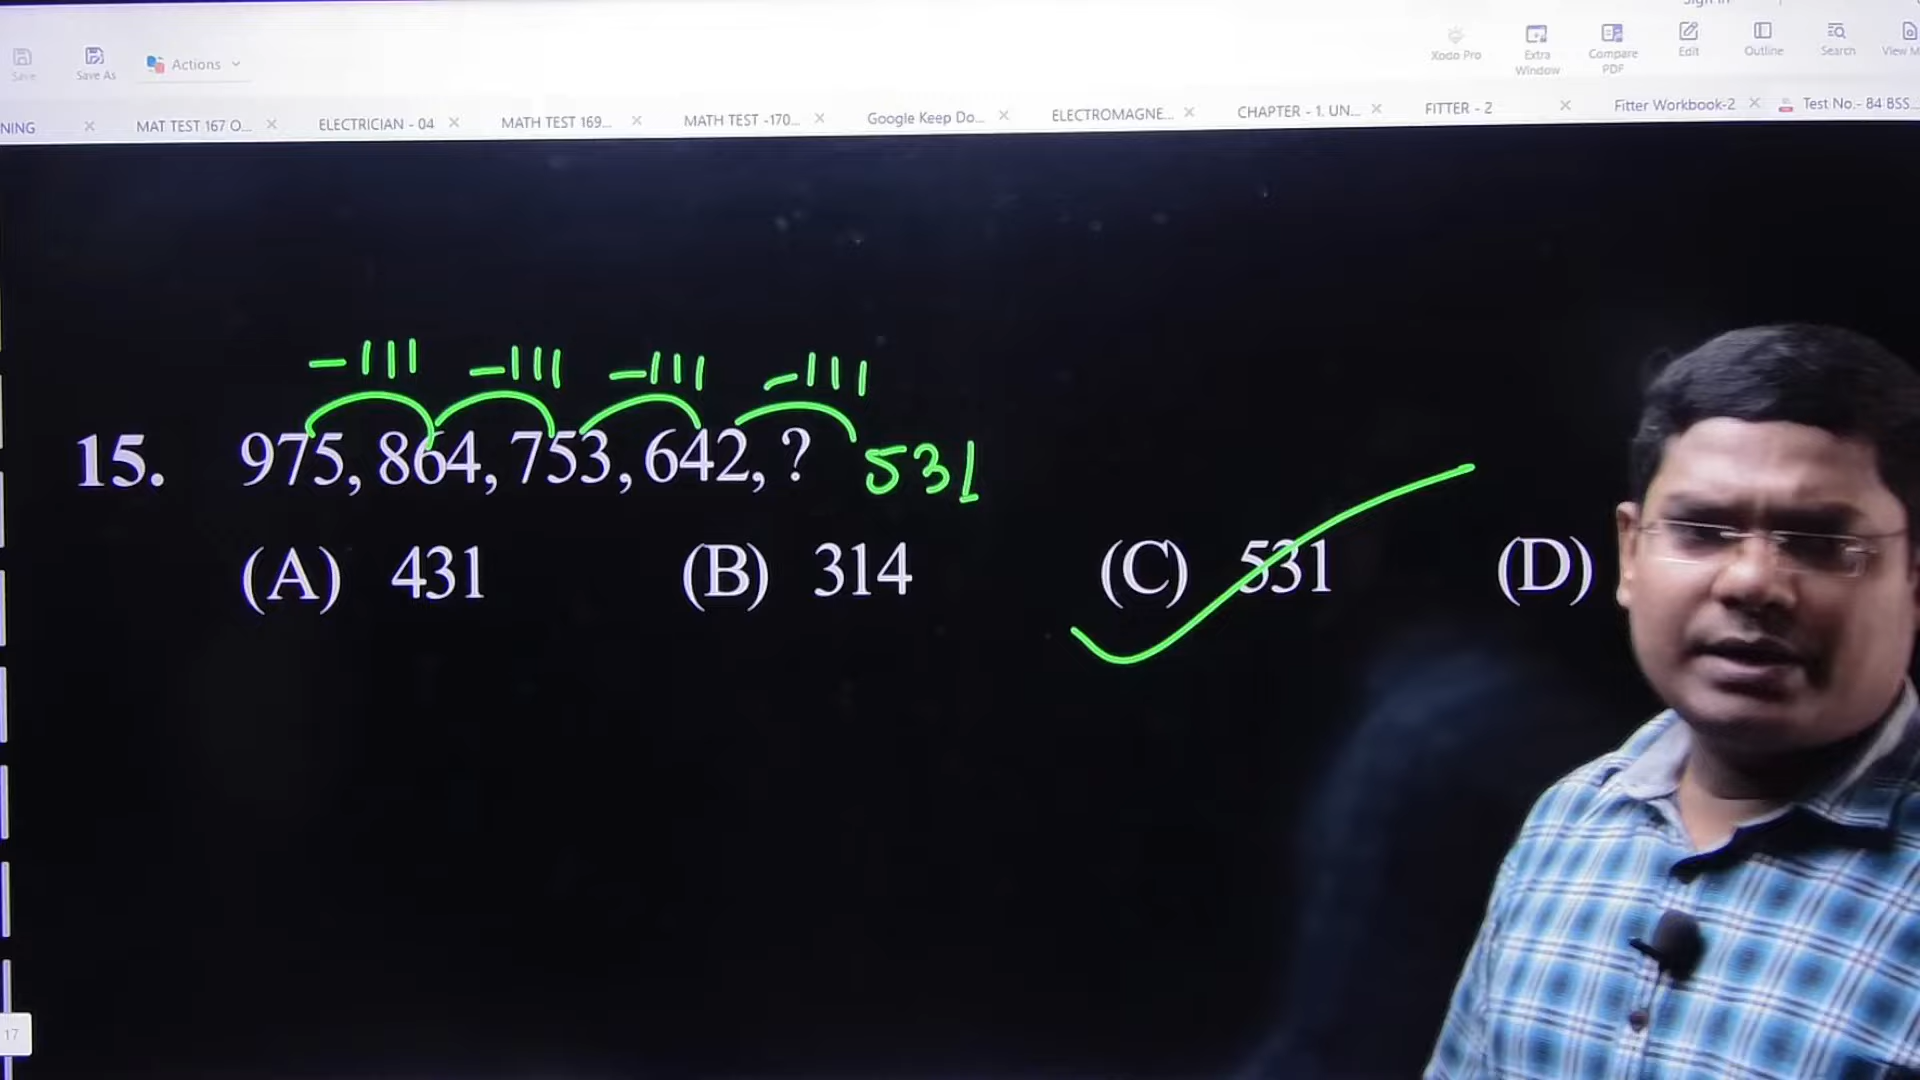 Save
Save As
Actions
Xodo Pro
Extra Window
Compare PDF
Edit
Outline
Search
View
NING
MAT TEST 167 O...
ELECTRICIAN - 04
MATH TEST 169...
MATH TEST -170...
Google Keep Do...
ELECTROMAGNE...
CHAPTER - 1. UN...
FITTER - 2
Fitter Workbook-2
Test No.- 84 BSS...
-111 -111 -111 -111
15. 975, 864, 753, 642, ? 531
(A) 431 (B) 314 (C) 531 (D)
17